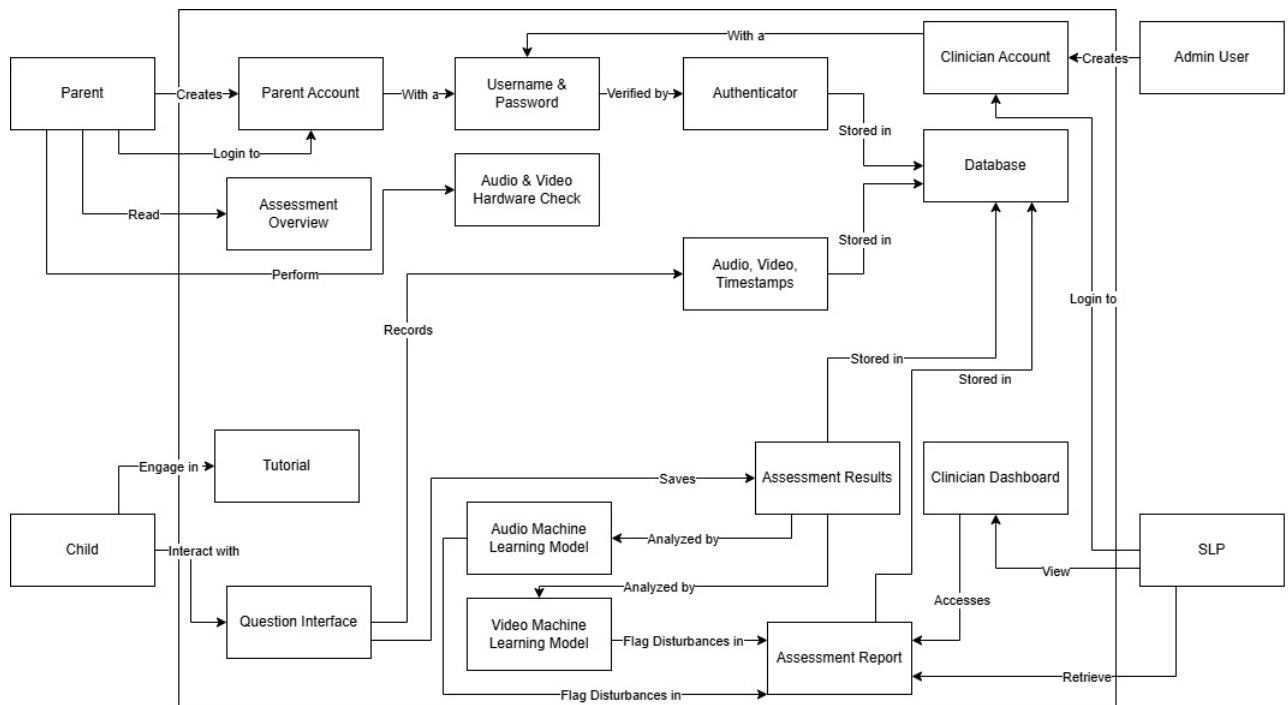 With a
Clinician Account
Creates
Admin User
Parent
Creates
Parent Account
With a
Username &
Password
Verified by
Authenticator
Stored in
Login to
Database
Audio & Video
Hardware Check
Read
Assessment
Overview
Stored in
Perform
Audio, Video,
Timestamps
Login to
Records
Stored in
Stored in
Engage in
Tutorial
Saves
Assessment Results
Clinician Dashboard
Audio Machine
Learning Model
Analyzed by
Child
Interact with
SLP
View
Analyzed by
Accesses
Question Interface
Video Machine
Learning Model
Flag Disturbances in
Assessment Report
Retrieve
Flag Disturbances in